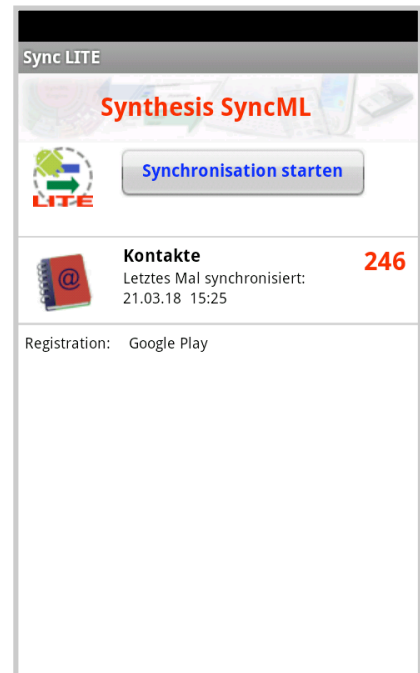 Sync LITE
Synthesis SyncML
Synchronisation starten
LITE
Kontakte
246
Letztes Mal synchronisiert:
21.03.18 15:25
@
Registration: Google Play